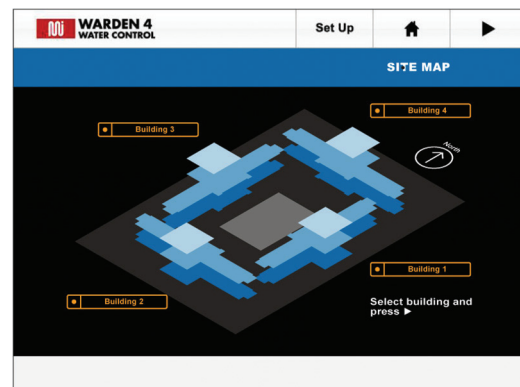 WARDEN 4
WATER CONTROL
Set Up
SITE MAP
Building 4
Building 3
North
Building 1
Building 2
Select building and
press ▶